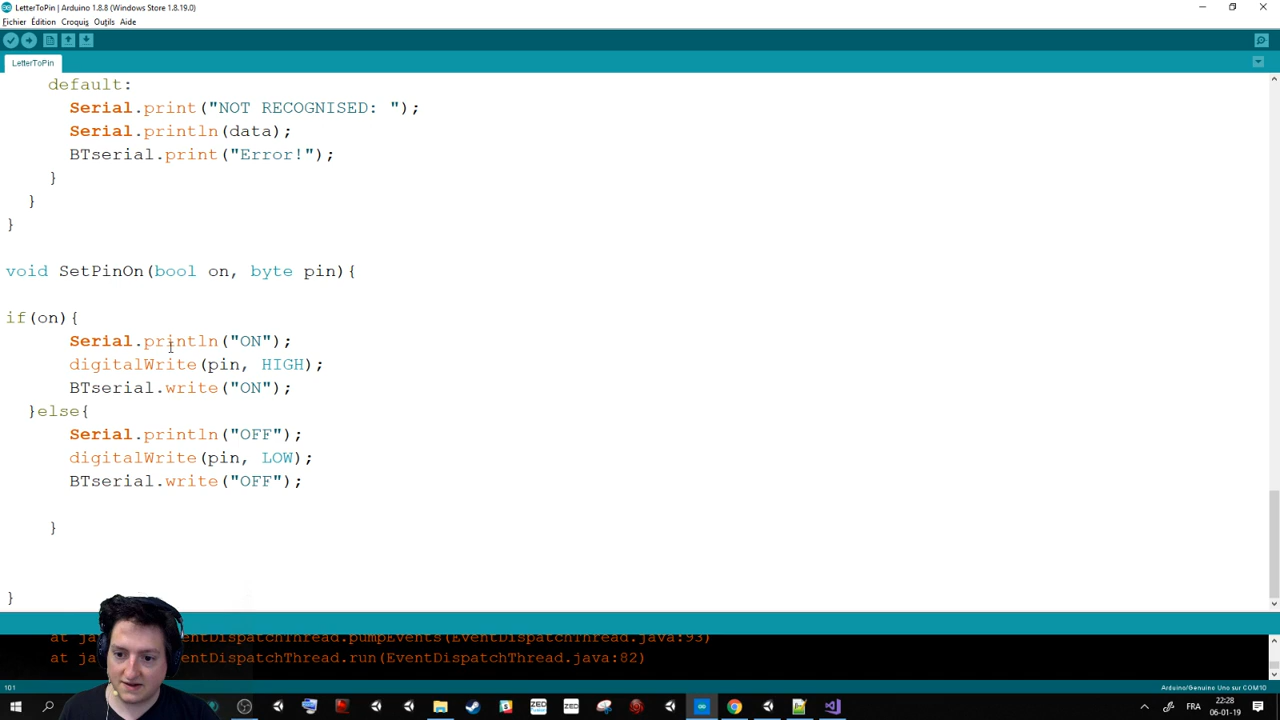 LetterToPin | Arduino 1.8.8 (Windows Store 1.8.19.0)
Fichier Édition Croquis Outils Aide
LetterToPin
default:
Serial.print("NOT RECOGNISED: ");
Serial.println(data);
BTserial.print("Error!");
}
}
}
void SetPinOn(bool on, byte pin){
if(on){
Serial.println("ON");
digitalWrite(pin, HIGH);
BTserial.write("ON");
}else{
Serial.println("OFF");
digitalWrite(pin, LOW);
BTserial.write("OFF");
}
}
at ja entDispatchThread.pumpEvents(EventDispatchThread.java:93)
at ja entDispatchThread.run(EventDispatchThread.java:82)
101 Arduino/Genuino Uno sur COM10
ZED ZED FRA 22:28
06-01-19